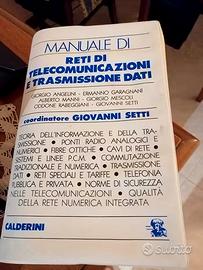 MANUALE DI
RETI DI
TELECOMUNICAZIONI
E TRASMISSIONE DATI
GIORGIO ANGELINI - ERMANNO GARAGNANI
ALBERTO MANNI - GIORGIO MESCOLI
ODDONE RABEGGIANI - GIOVANNI SETTI
coordinatore GIOVANNI SETTI
TEORIA DELL'INFORMAZIONE E DELLA TRA-
SMISSIONE • PONTI RADIO ANALOGICI E
NUMERICI • FIBRE OTTICHE • CAVI DI RETE •
SISTEMI E LINEE P.C.M. • COMMUTAZIONE
TRADIZIONALE E NUMERICA • TRASMISSIONE
DATI • RETI SPECIALI E TARIFFE • TELEFONIA
PUBBLICA E PRIVATA • NORME DI SICUREZZA
NELLE TELECOMUNICAZIONI • QUALITÀ
DELLA RETE NUMERICA INTEGRATA
CALDERINI
subito